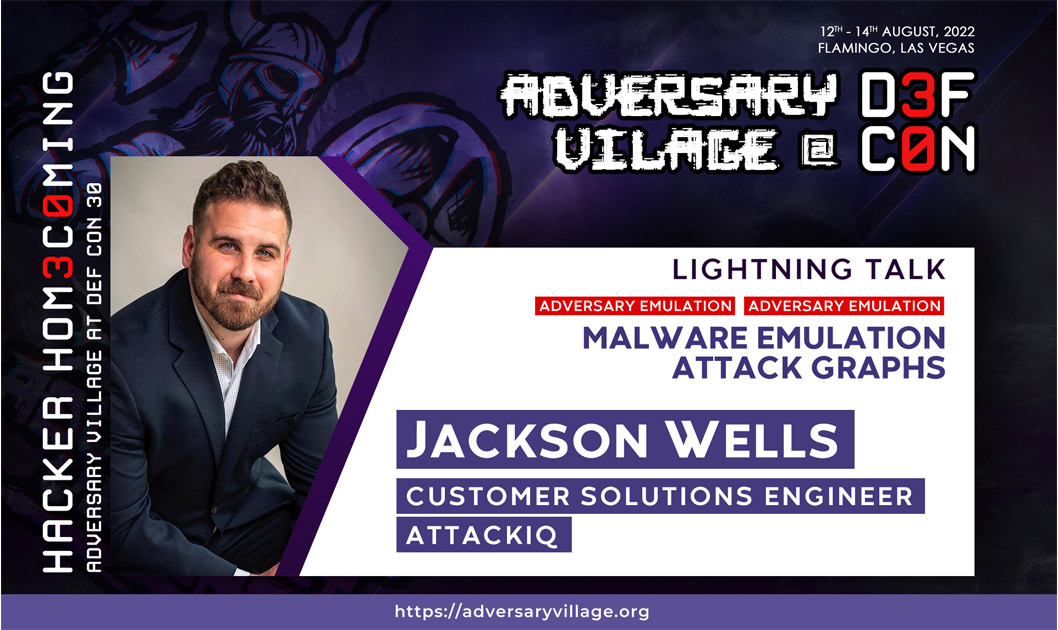 12TH - 14TH AUGUST, 2022
FLAMINGO, LAS VEGAS
ADVERSARY
VILLAGE @
D3F
C0N
HACKER HOM3C0MING
ADVERSARY VILLAGE AT DEF CON 30
LIGHTNING TALK
ADVERSARY EMULATION ADVERSARY EMULATION
MALWARE EMULATION
ATTACK GRAPHS
JACKSON WELLS
CUSTOMER SOLUTIONS ENGINEER
ATTACKIQ
https://adversaryvillage.org